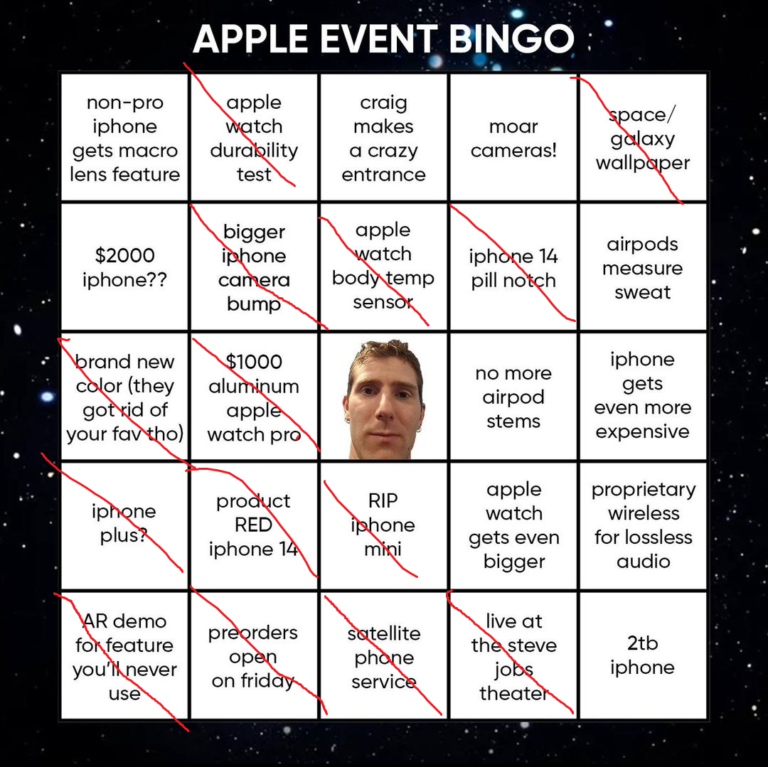 APPLE EVENT BINGO
non-pro
iphone
gets macro
lens feature
apple
watch
durability
test
craig
makes
a crazy
entrance
moar
cameras!
space/
galaxy
wallpaper
$2000
iphone??
bigger
iphone
camera
bump
apple
watch
body temp
sensor
iphone 14
pill notch
airpods
measure
sweat
brand new
color (they
got rid of
your fav tho)
$1000
aluminum
apple
watch pro
no more
airpod
stems
iphone
gets
even more
expensive
iphone
plus?
product
RED
iphone 14
RIP
iphone
mini
apple
watch
gets even
bigger
proprietary
wireless
for lossless
audio
AR demo
for feature
you'll never
use
preorders
open
on friday
satellite
phone
service
live at
the steve
jobs
theater
2tb
iphone